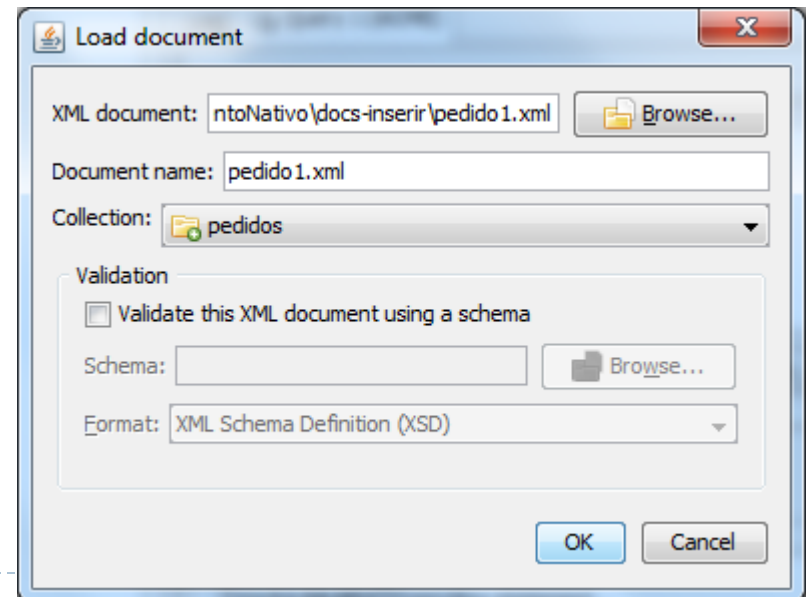 Load document
XML document: ntoNativo\docs-inserir\pedido1.xml Browse...
Document name: pedido1.xml
Collection: pedidos
Validation
Validate this XML document using a schema
Schema: Browse...
Format: XML Schema Definition (XSD)
OK Cancel